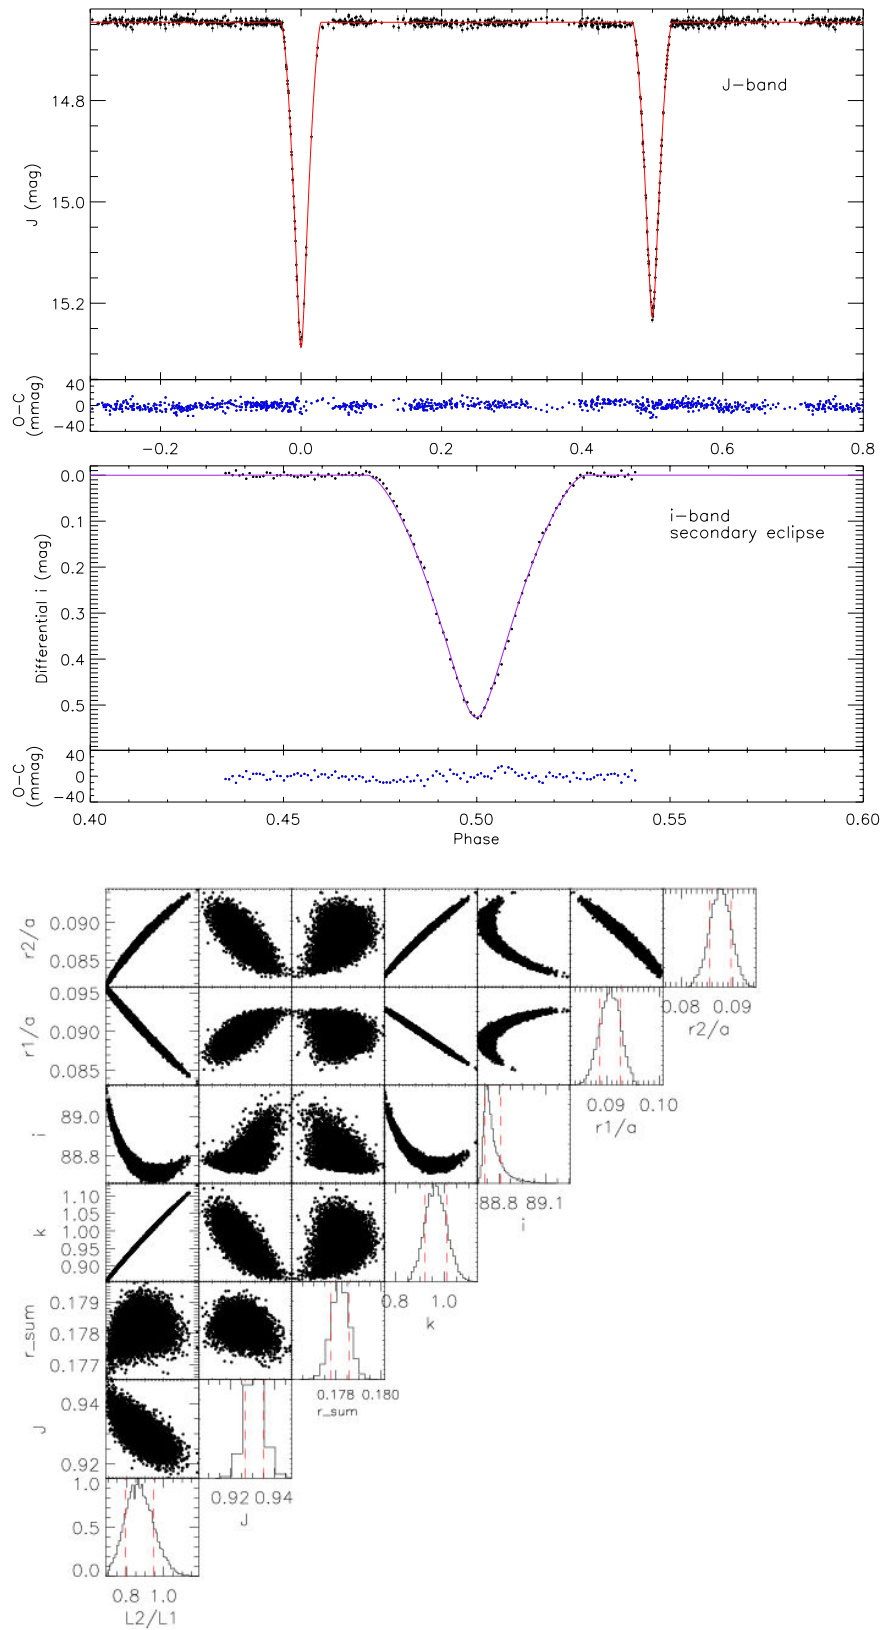 J-band
J (mag)
14.8
15.0
15.2
O-C
(mmag)
40
0
-40
-0.2 0.0 0.2 0.4 0.6 0.8
i-band
secondary eclipse
Differential i (mag)
0.0
0.1
0.2
0.3
0.4
0.5
O-C
(mmag)
40
0
-40
0.40 0.45 0.50 0.55 0.60
Phase
r2/a
0.090
0.085
0.08 0.09
r2/a
r1/a
0.095
0.090
0.085
0.09 0.10
r1/a
i
89.0
88.8
88.8 89.1
i
k
1.10
1.05
1.00
0.95
0.90
0.8 1.0
k
r_sum
0.179
0.178
0.177
0.178 0.180
r_sum
J
0.94
0.92
0.92 0.94
J
1.0
0.5
0.0
0.8 1.0
L2/L1